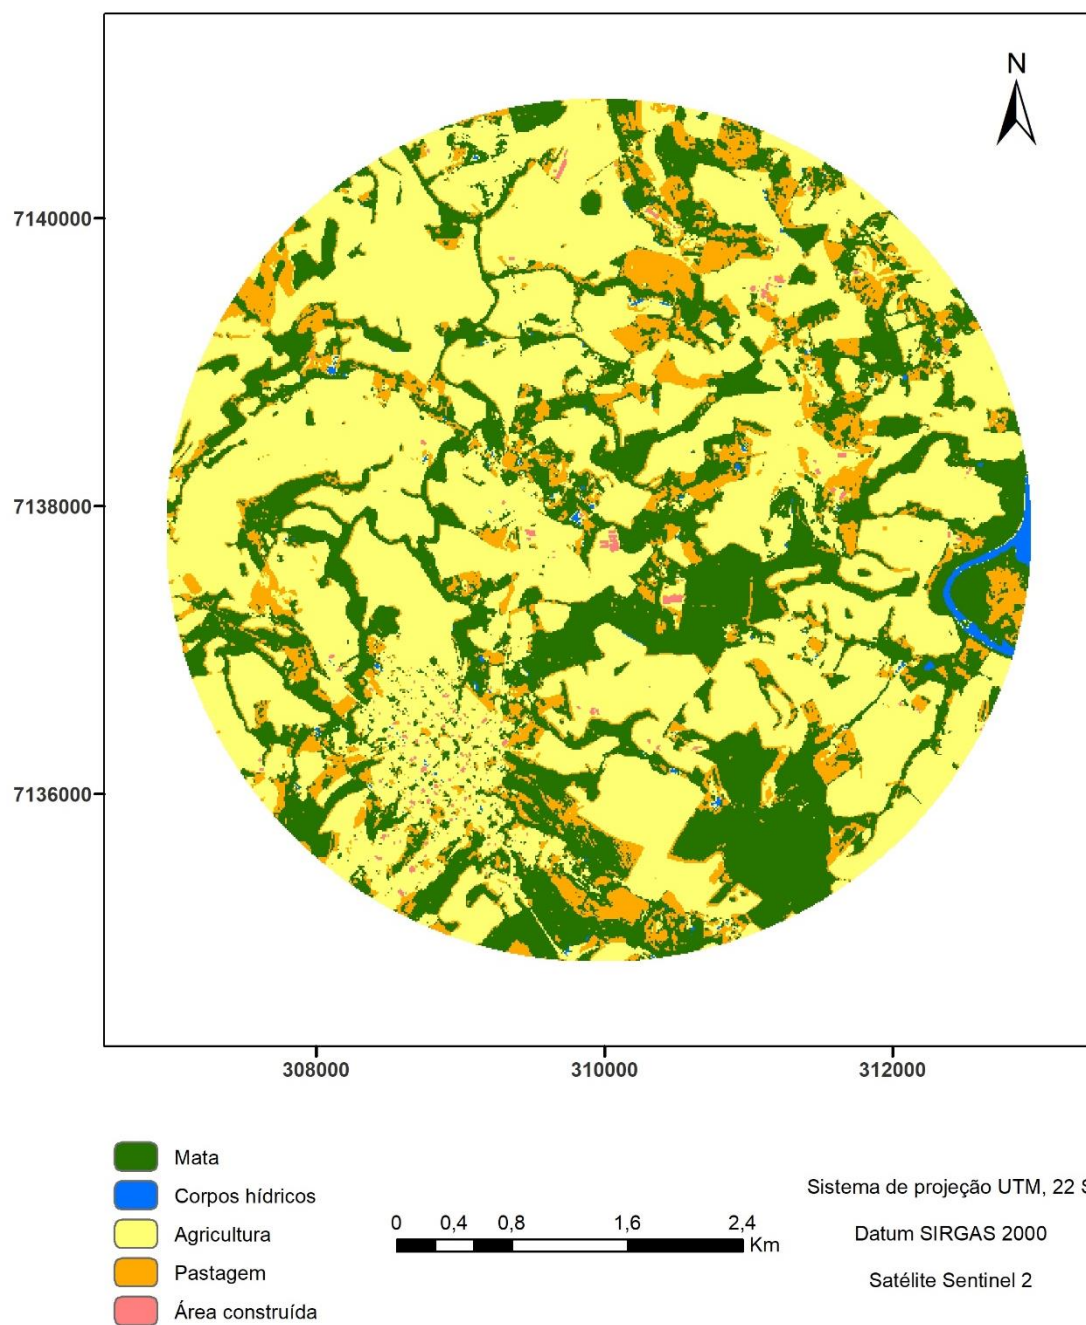 N
7140000
7138000
7136000
308000
310000
312000
Mata
Corpos hídricos
Agricultura
Pastagem
Área construída
0 0,4 0,8 1,6 2,4
Km
Sistema de projeção UTM, 22 S
Datum SIRGAS 2000
Satélite Sentinel 2